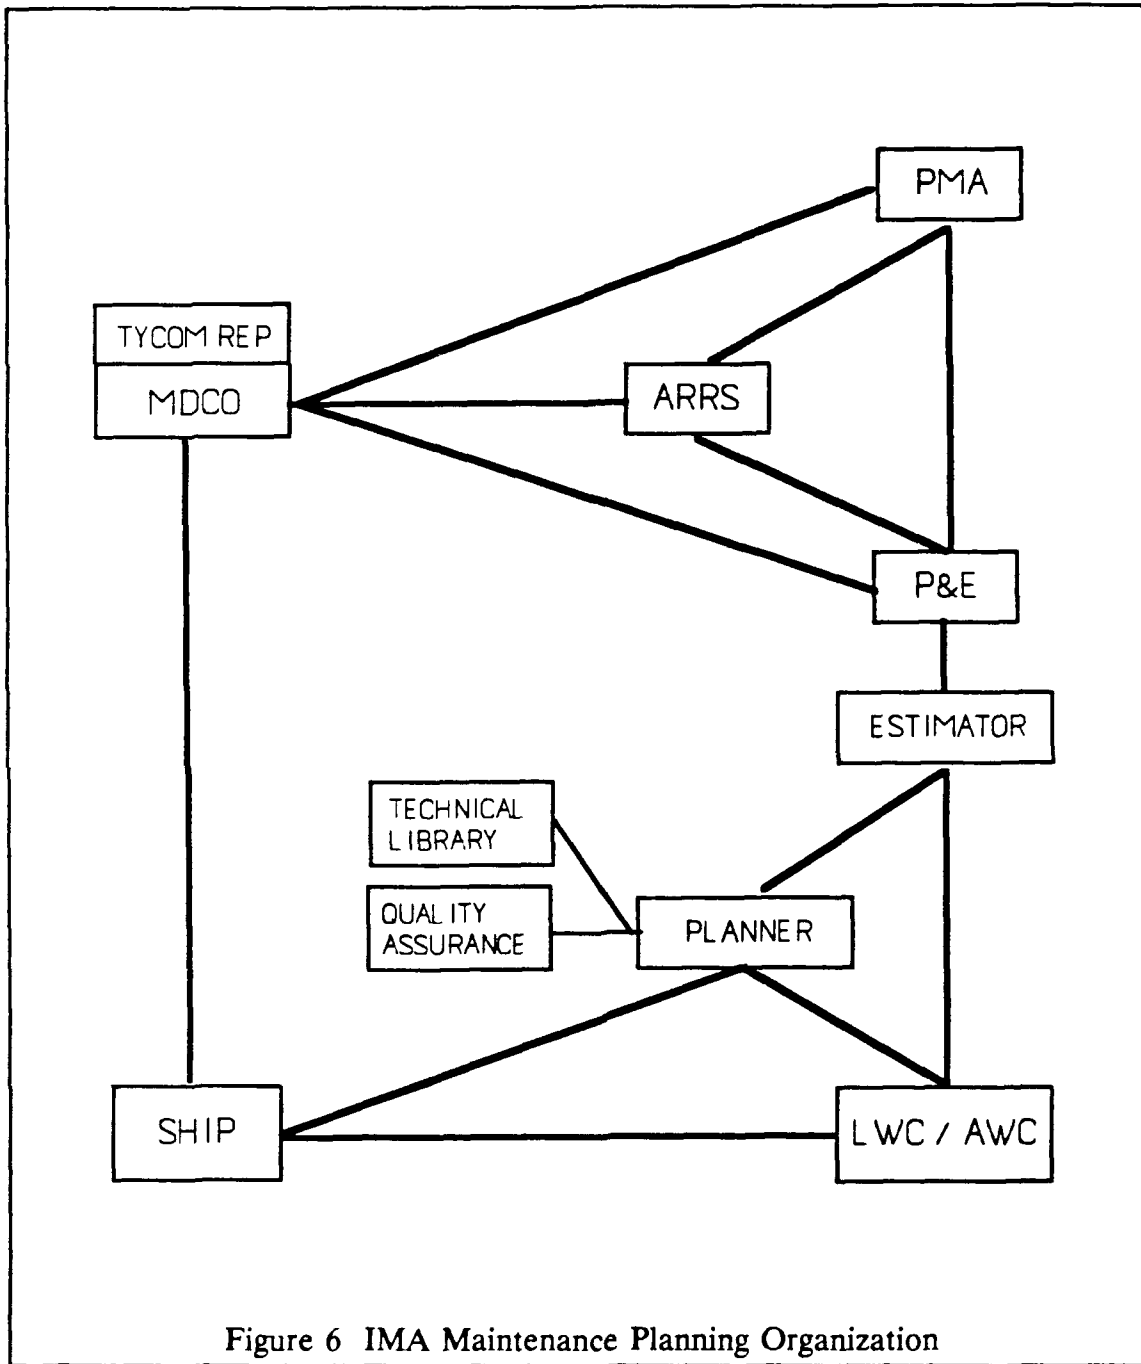 PMA
TYCOM REP
MDCO
ARRS
P&E
ESTIMATOR
TECHNICAL
LIBRARY
QUALITY
ASSURANCE
PLANNER
SHIP
LWC / AWC
Figure 6 IMA Maintenance Planning Organization